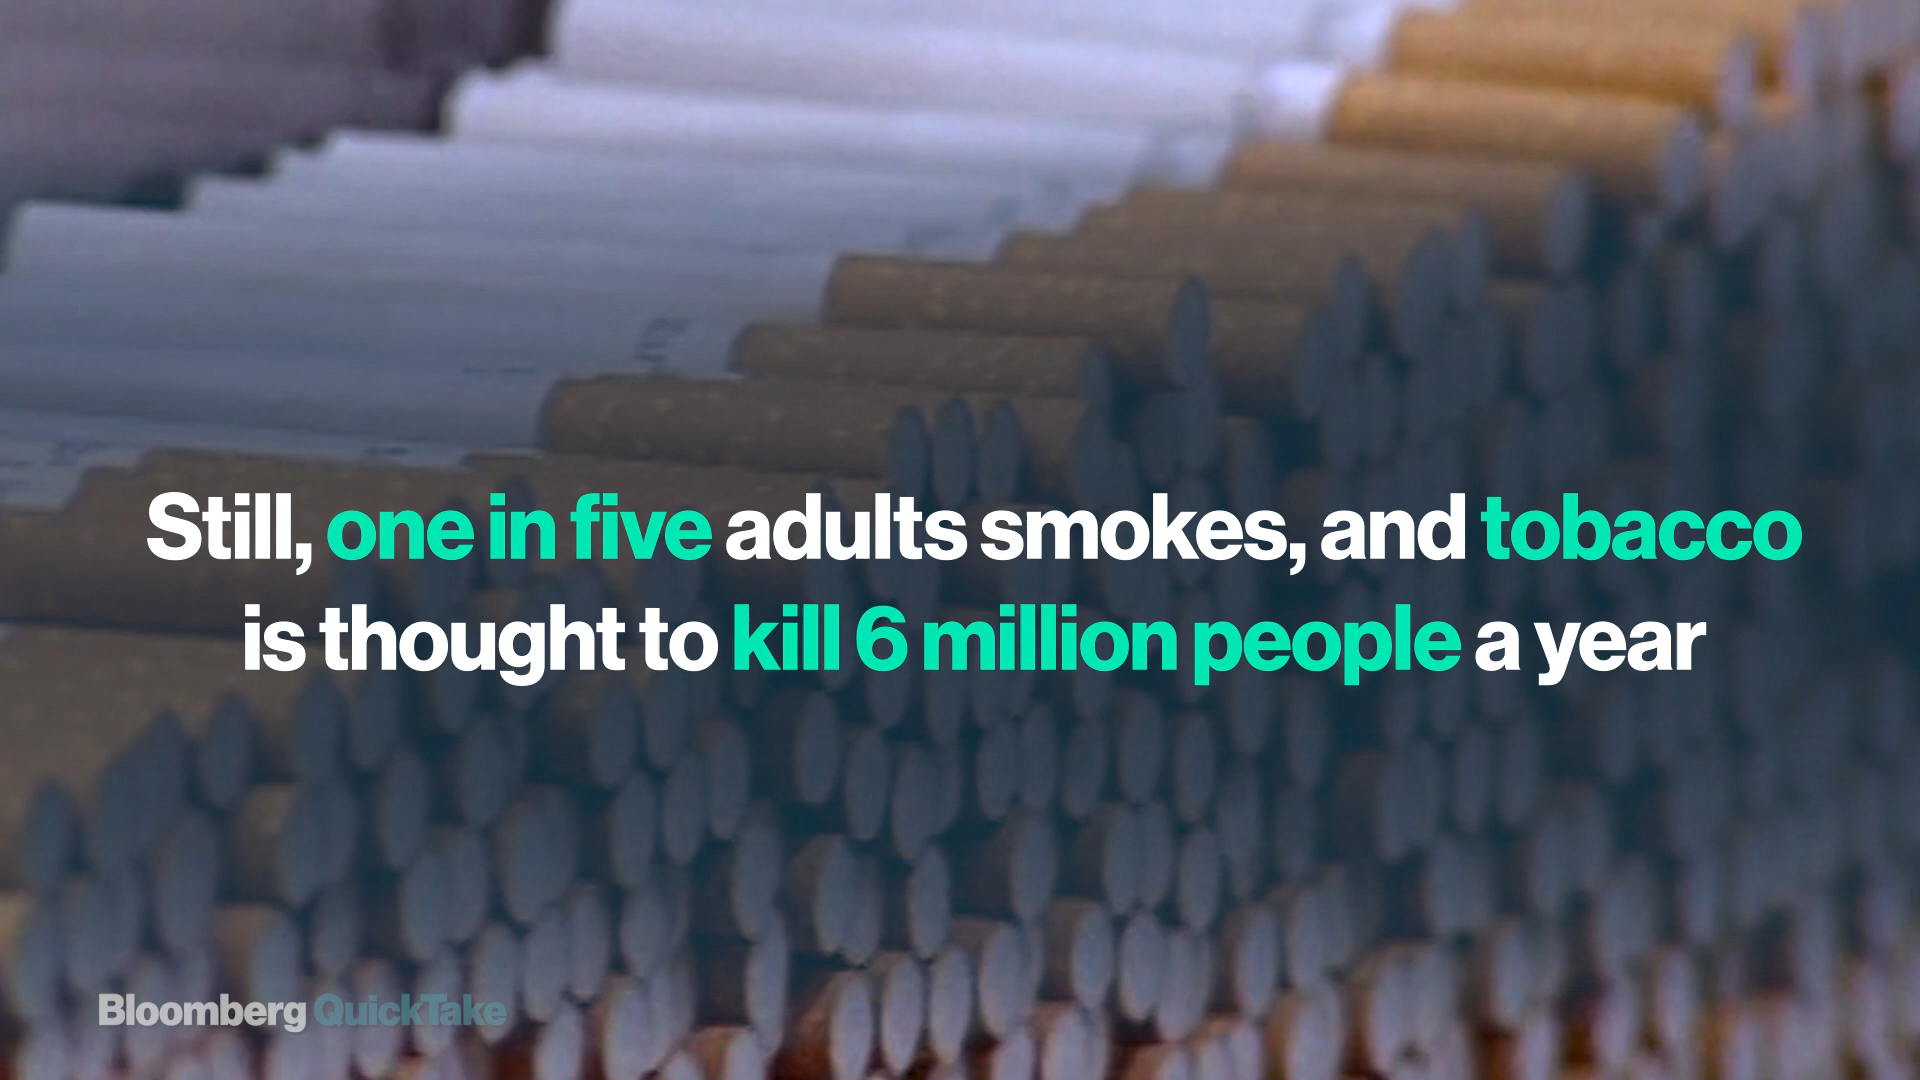 Still, one in five adults smokes, and tobacco
is thought to kill 6 million people a year
Bloomberg QuickTake